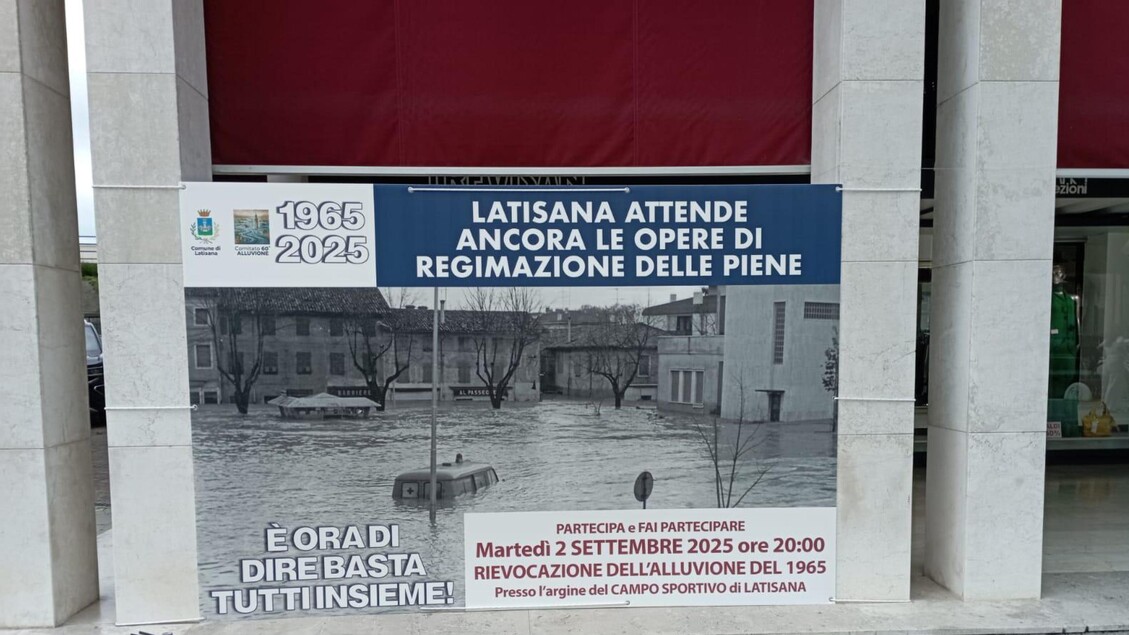 1965
2025
Comune di
Latisana
Comitato 60°
ALLUVIONE
LATISANA ATTENDE
ANCORA LE OPERE DI
REGIMAZIONE DELLE PIENE
È ORA DI
DIRE BASTA
TUTTI INSIEME!
PARTECIPA e FAI PARTECIPARE
Martedì 2 SETTEMBRE 2025 ore 20:00
RIEVOCAZIONE DELL'ALLUVIONE DEL 1965
Presso l'argine del CAMPO SPORTIVO di LATISANA